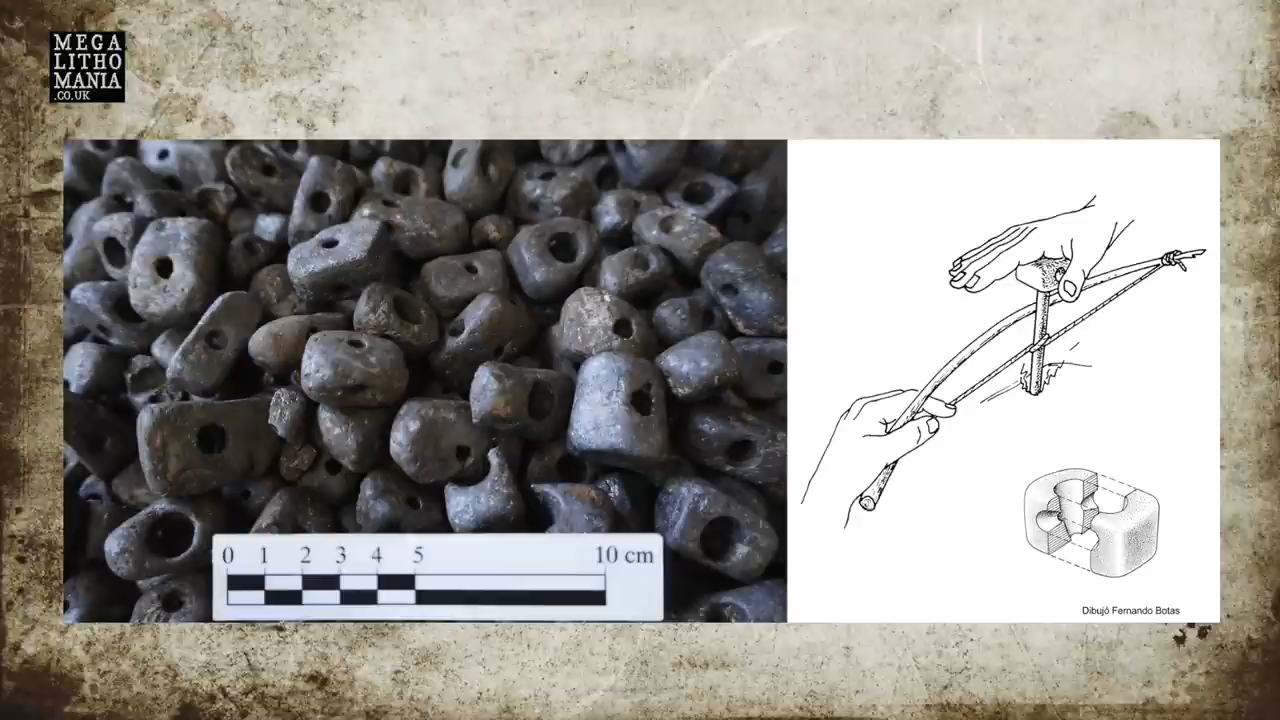 MEGA
LITHO
MANIA
.CO.UK
0 1 2 3 4 5 10 cm
Dibujó Fernando Botas